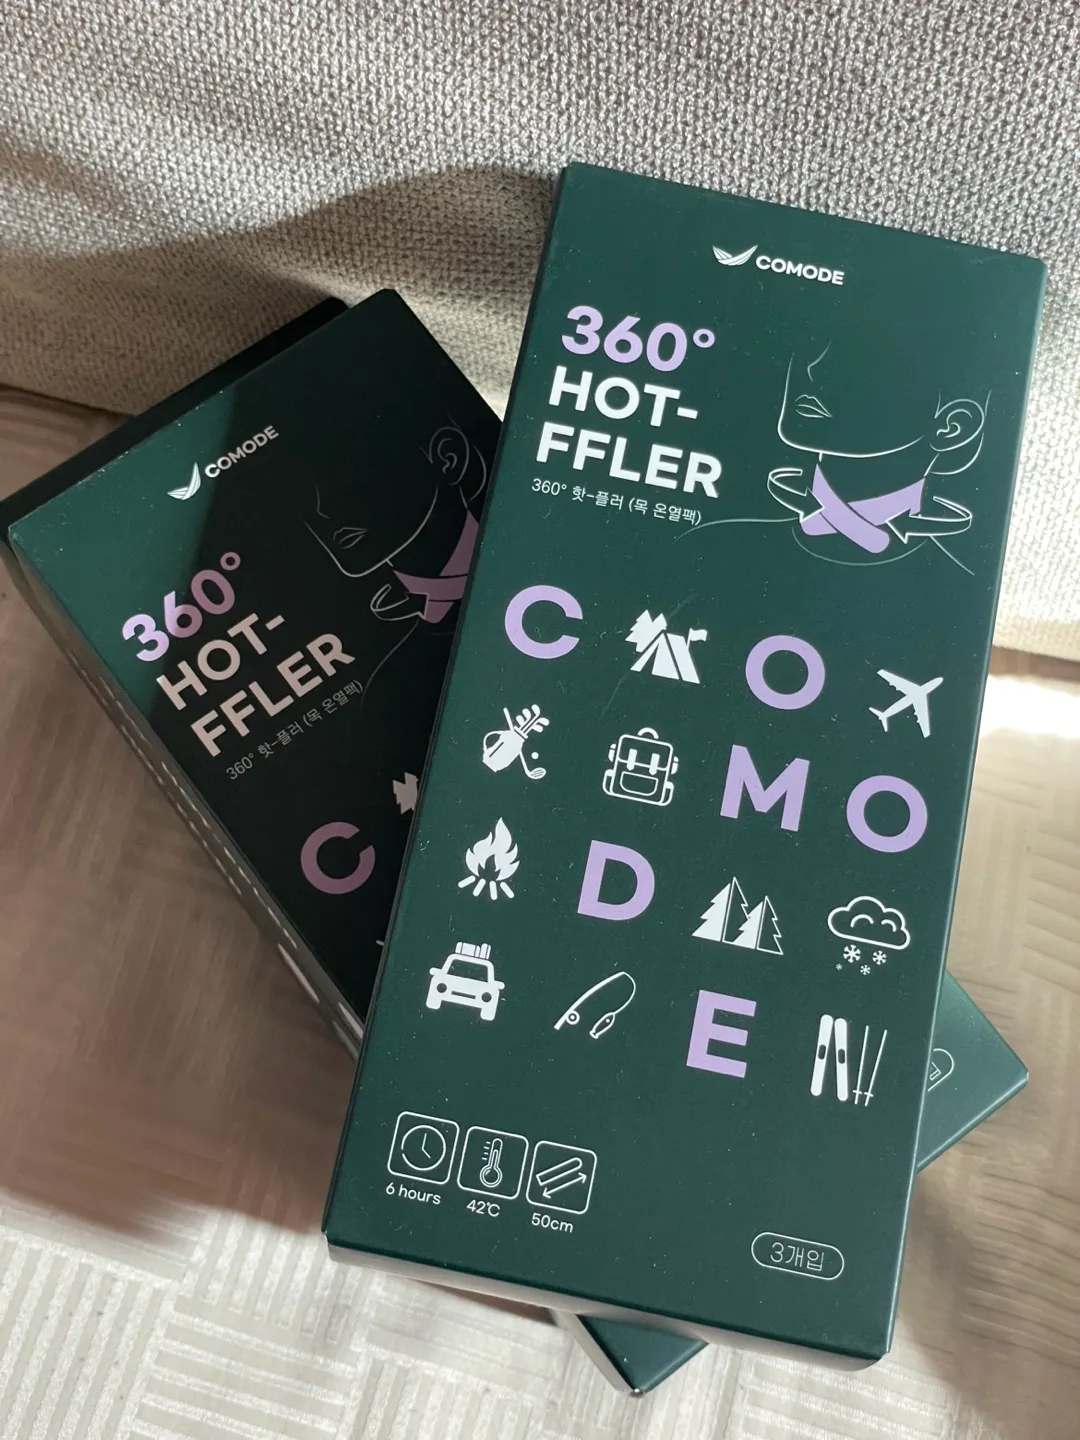 COMODE
360°
HOT-
FFLER
360° 핫-플러 (목 온열팩)
C O
M O
D
E
6 hours
42℃
50cm
3개입
COMODE
360°
HOT-
FFLER
360° 핫-플러 (목 온열팩)
C